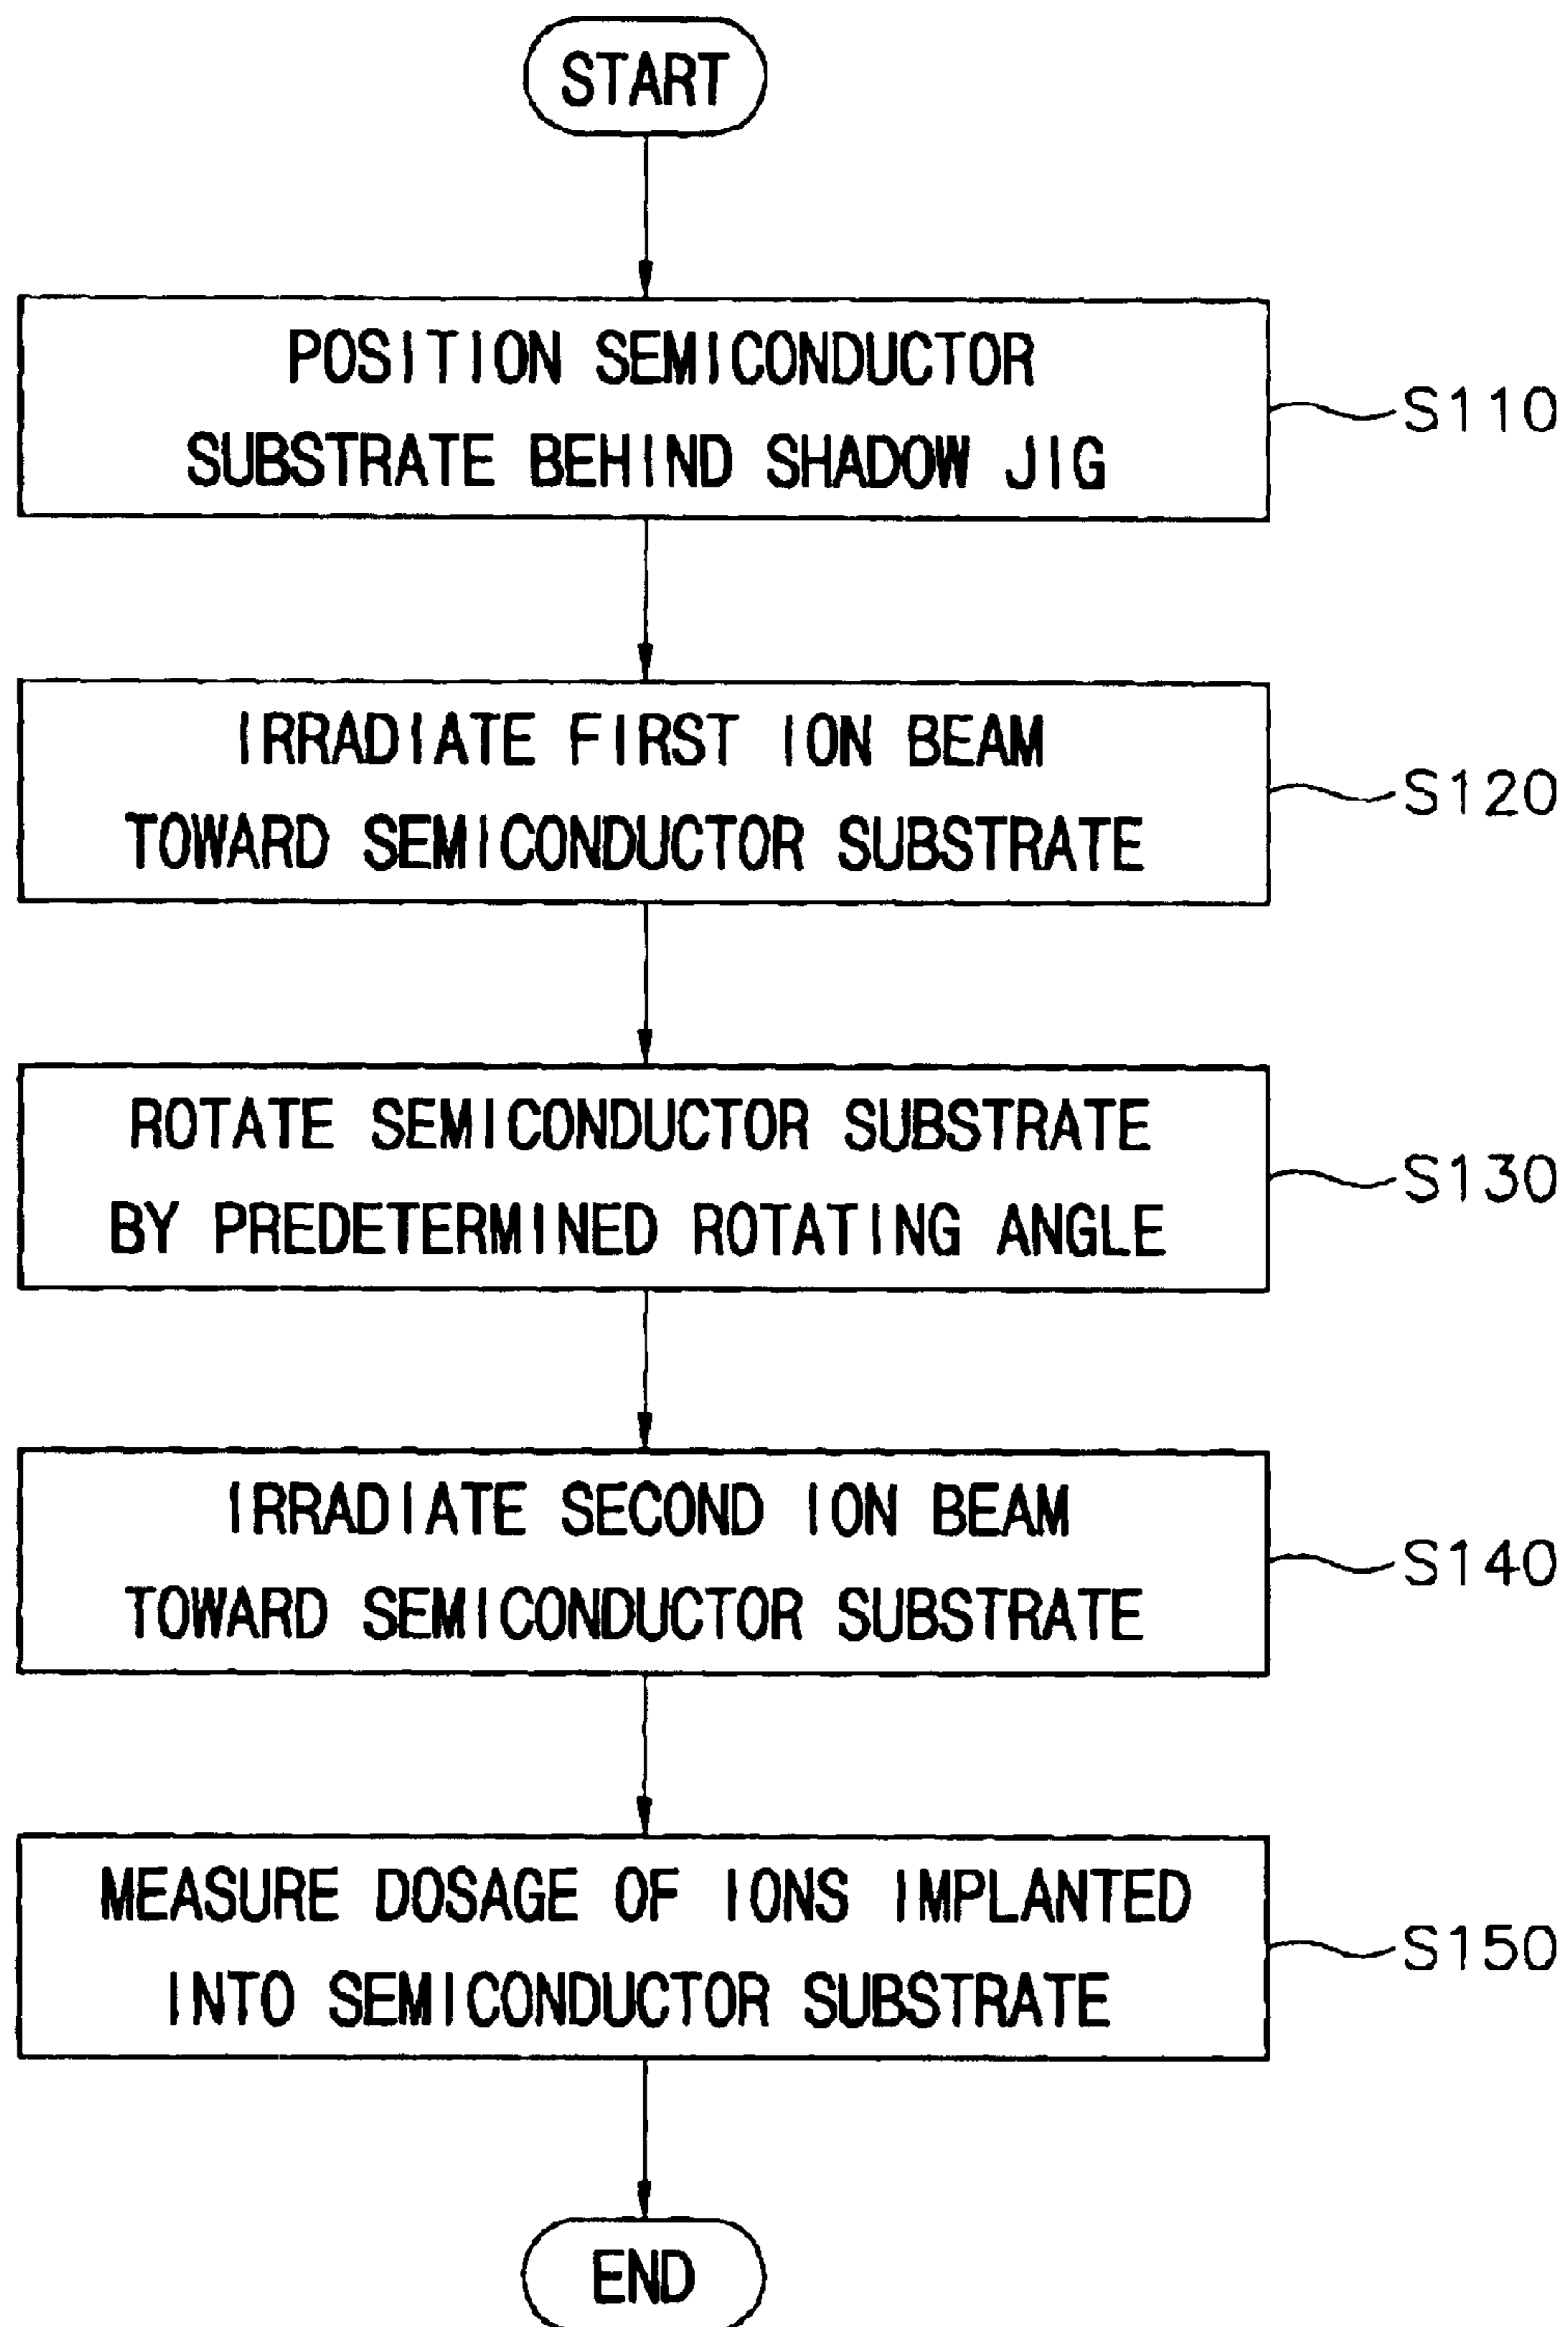 START
POSITION SEMICONDUCTOR
SUBSTRATE BEHIND SHADOW JIG
S110
IRRADIATE FIRST ION BEAM
TOWARD SEMICONDUCTOR SUBSTRATE
S120
ROTATE SEMICONDUCTOR SUBSTRATE
BY PREDETERMINED ROTATING ANGLE
S130
IRRADIATE SECOND ION BEAM
TOWARD SEMICONDUCTOR SUBSTRATE
S140
MEASURE DOSAGE OF IONS IMPLANTED
INTO SEMICONDUCTOR SUBSTRATE
S150
END